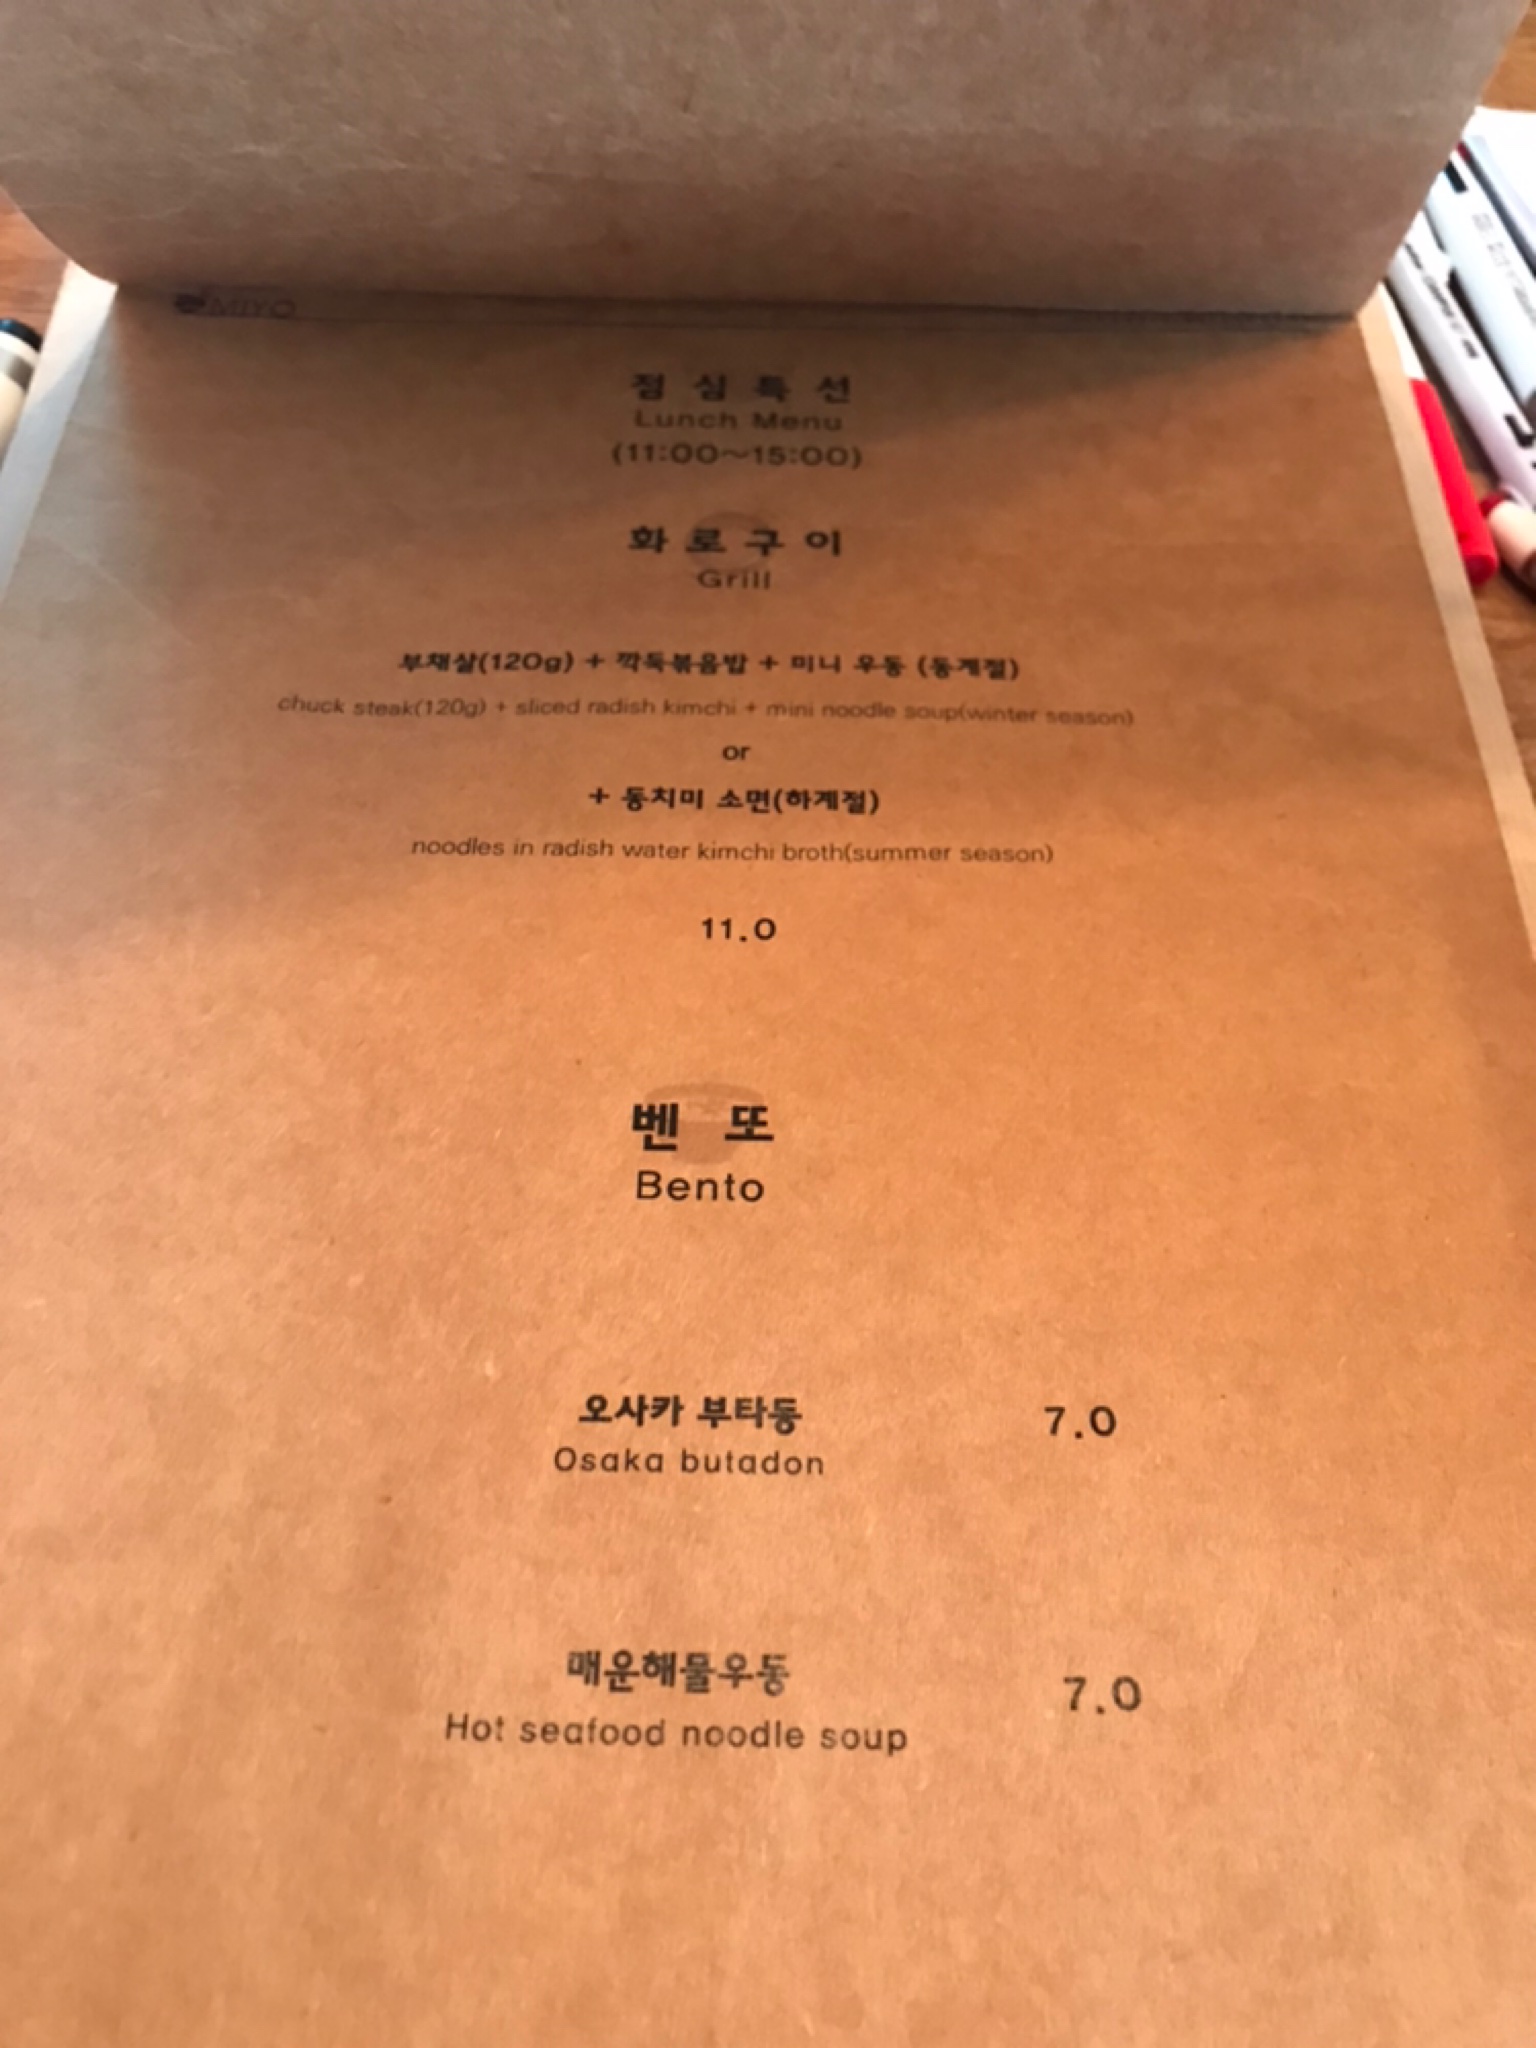 MIYO
점심특선
Lunch Menu
(11:00~15:00)
화로구이
Grill
부채살(120g) + 깍둑볶음밥 + 미니 우동 (동계절)
chuck steak(120g) + sliced radish kimchi + mini noodle soup(winter season)
or
+ 동치미 소면(하계절)
noodles in radish water kimchi broth(summer season)
11.0
벤또
Bento
오사카 부타동 7.0
Osaka butadon
매운해물우동 7.0
Hot seafood noodle soup